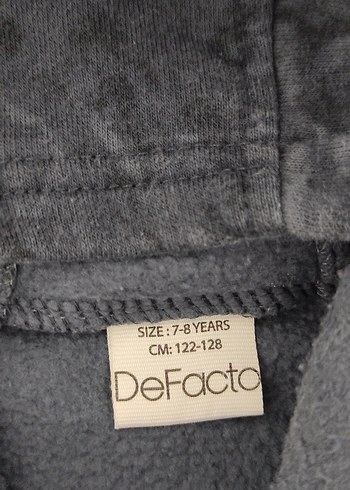 SIZE : 7-8 YEARS
CM: 122-128
DeFacto